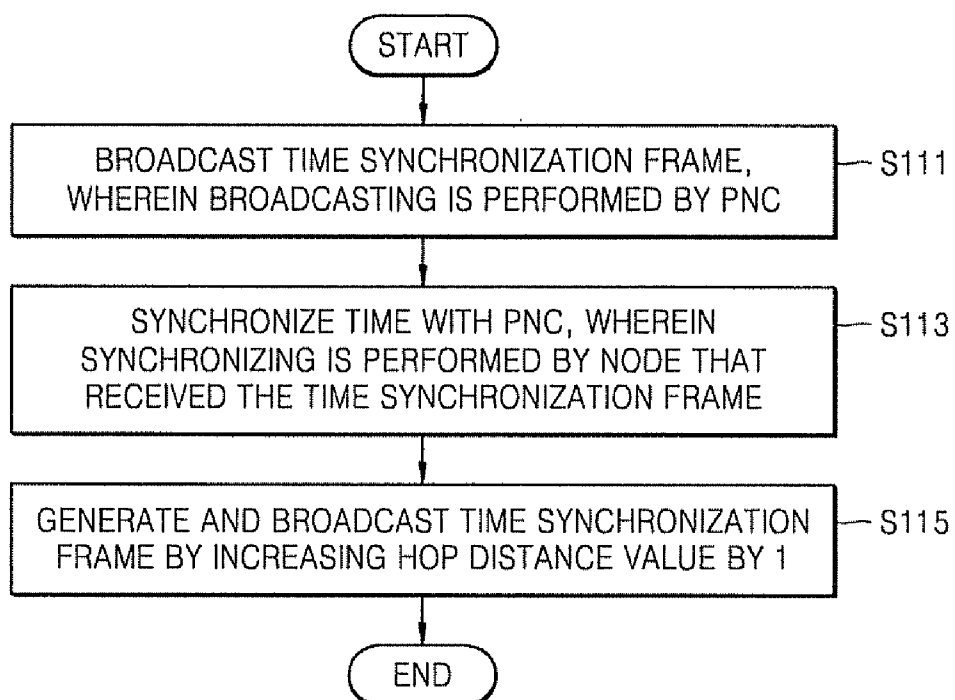 START
BROADCAST TIME SYNCHRONIZATION FRAME,
WHEREIN BROADCASTING IS PERFORMED BY PNC
S111
SYNCHRONIZE TIME WITH PNC, WHEREIN
SYNCHRONIZING IS PERFORMED BY NODE THAT
RECEIVED THE TIME SYNCHRONIZATION FRAME
S113
GENERATE AND BROADCAST TIME SYNCHRONIZATION
FRAME BY INCREASING HOP DISTANCE VALUE BY 1
S115
END